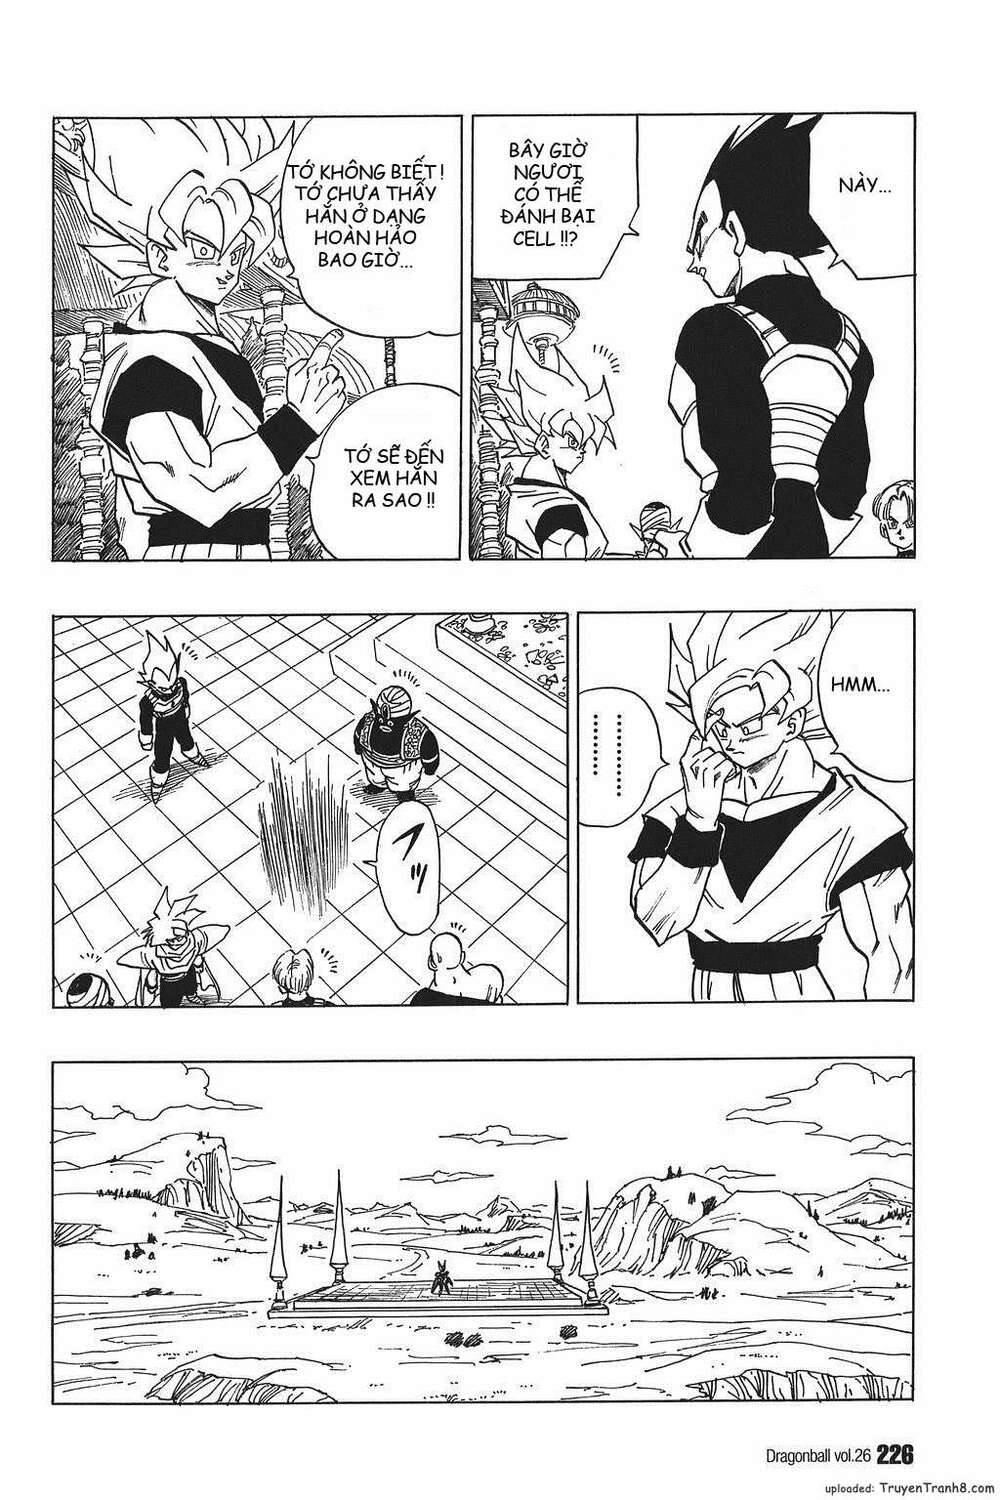 NÀY...
BÂY GIỜ
NGƯƠI
CÓ THỂ
ĐÁNH BẠI
CELL !!?
TỚ KHÔNG BIẾT !
TỚ CHƯA THẤY
HẮN Ở DẠNG
HOÀN HẢO
BAO GIỜ...
TỚ SẼ ĐẾN
XEM HẮN
RA SAO !!
HMM...
..........
フッ
Dragonball vol.26 226
uploaded: TruyenTranh8.com